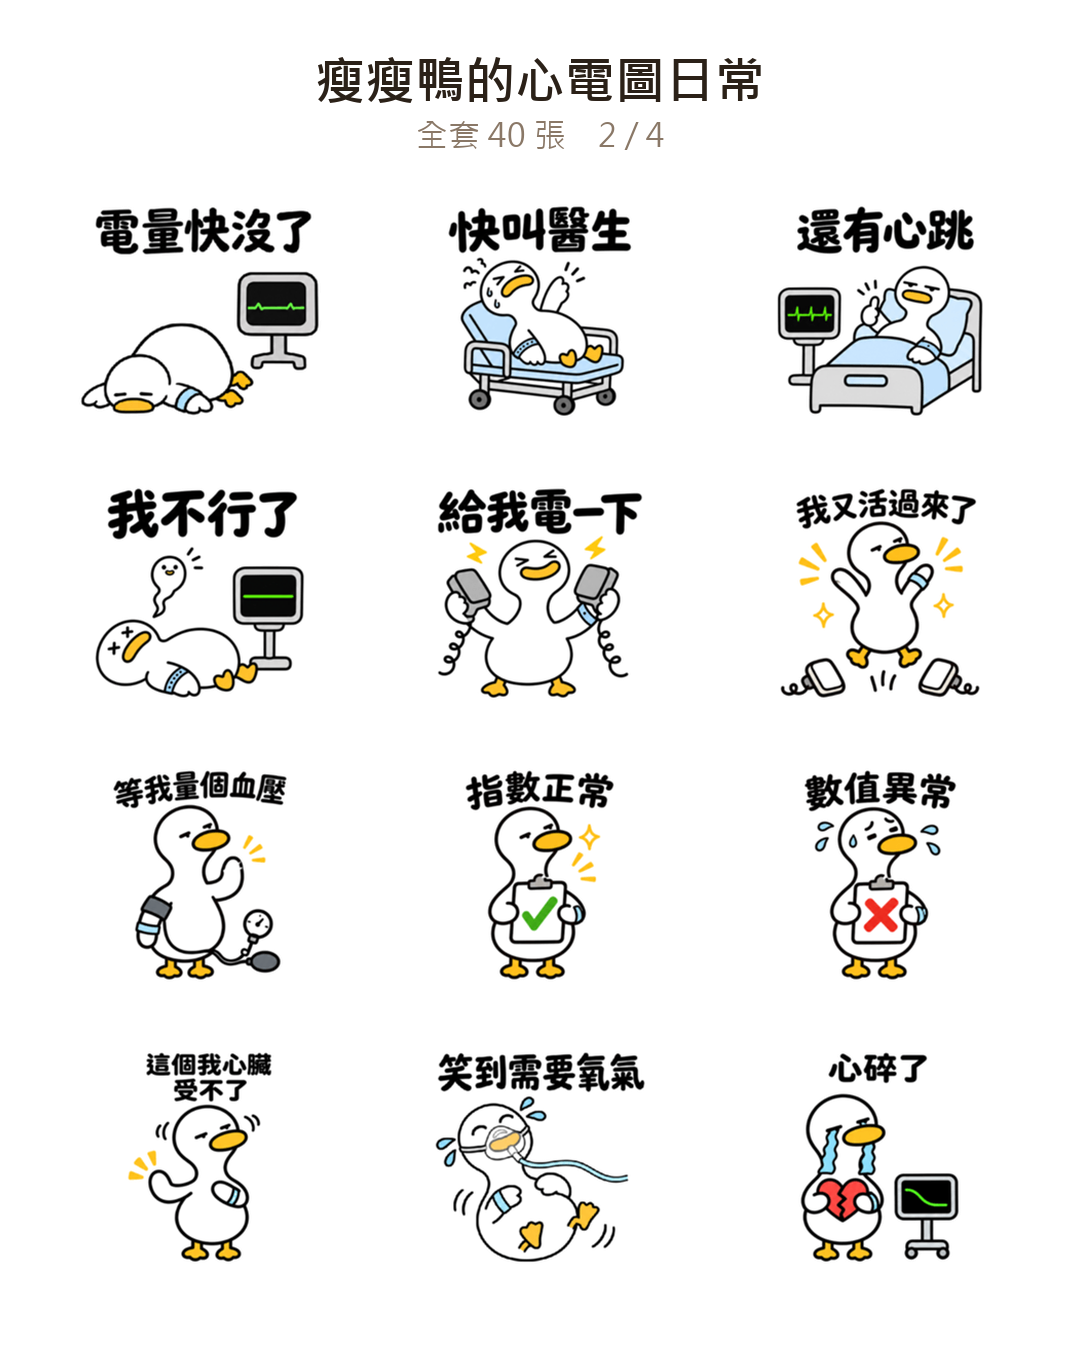 瘦瘦鴨的心電圖日常
全套 40 張　2 / 4
電量快沒了
快叫醫生
還有心跳
我不行了
給我電一下
我又活過來了
等我量個血壓
指數正常
數值異常
這個我心臟
受不了
笑到需要氧氣
心碎了